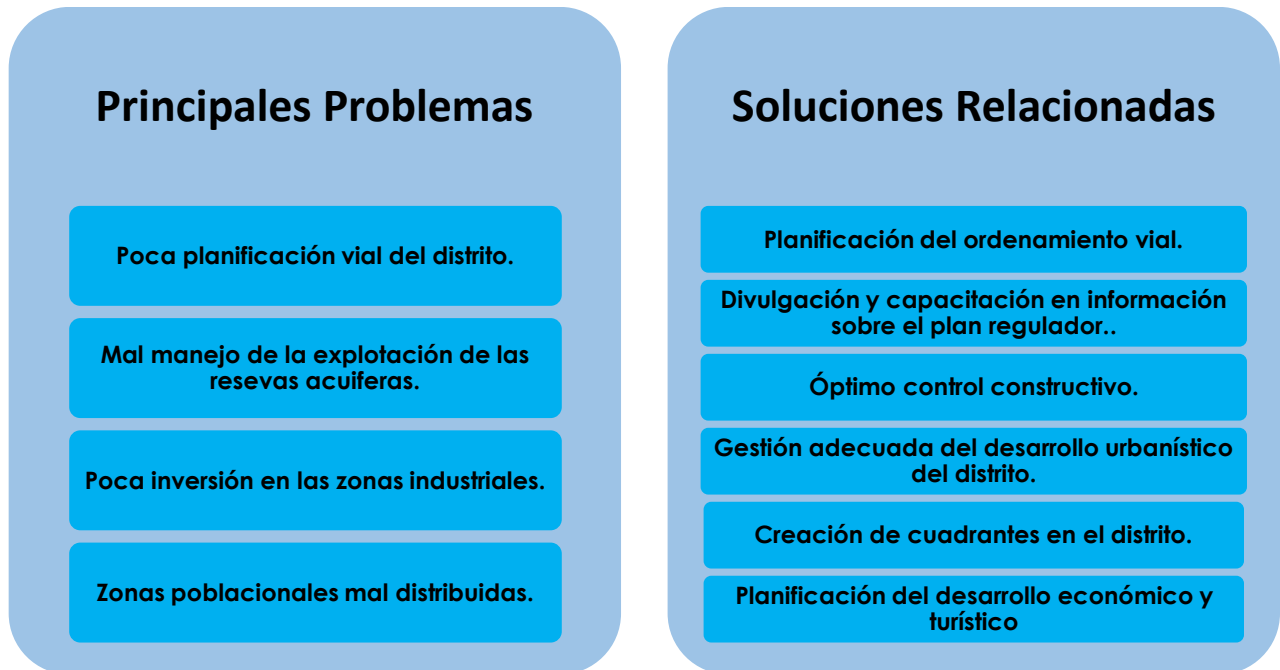 Principales Problemas
Poca planificación vial del distrito.
Mal manejo de la explotación de las
resevas acuiferas.
Poca inversión en las zonas industriales.
Zonas poblacionales mal distribuidas.
Soluciones Relacionadas
Planificación del ordenamiento vial.
Divulgación y capacitación en información
sobre el plan regulador..
Óptimo control constructivo.
Gestión adecuada del desarrollo urbanístico
del distrito.
Creación de cuadrantes en el distrito.
Planificación del desarrollo económico y
turístico